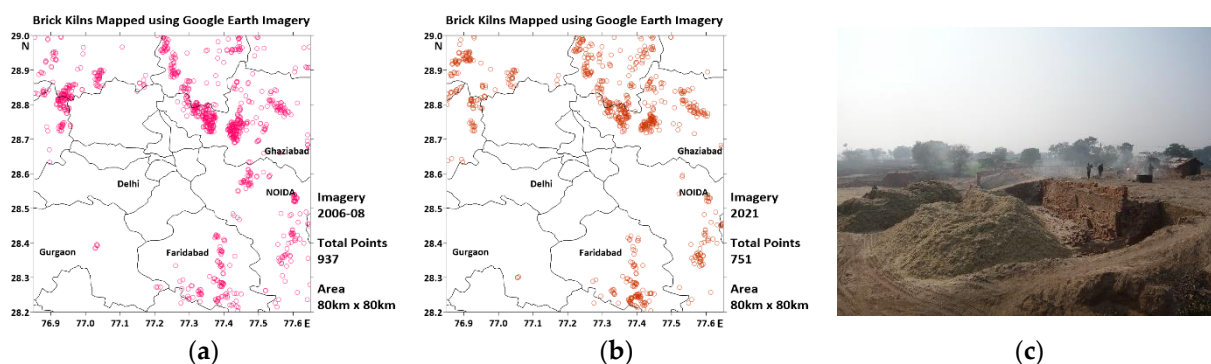 Brick Kilns Mapped using Google Earth Imagery
29.0
N
28.9
28.8
28.7
28.6
28.5
28.4
28.3
28.2
76.9 77.0 77.1 77.2 77.3 77.4 77.5 77.6 E
Ghaziabad
Delhi
NOIDA
Gurgaon
Faridabad
Imagery
2006-08
Total Points
937
Area
80km x 80km
(a)
Brick Kilns Mapped using Google Earth Imagery
29.0
N
28.9
28.8
28.7
28.6
28.5
28.4
28.3
28.2
76.9 77.0 77.1 77.2 77.3 77.4 77.5 77.6 E
Ghaziabad
Delhi
NOIDA
Gurgaon
Faridabad
Imagery
2021
Total Points
751
Area
80km x 80km
(b)
(c)